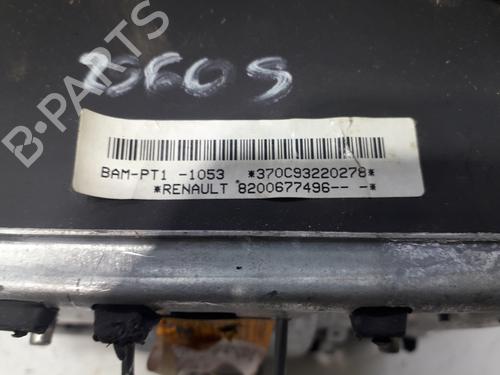 B-PARTS
BAM-PT1 -1053 *370C93220278*
*RENAULT 8200677496-- -*